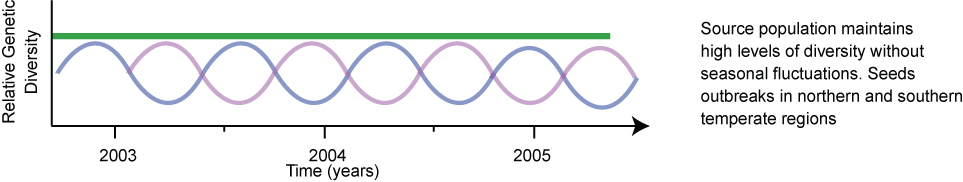 Relative Genetic
Diversity
2003
2004
2005
Time (years)
Source population maintains
high levels of diversity without
seasonal fluctuations. Seeds
outbreaks in northern and southern
temperate regions